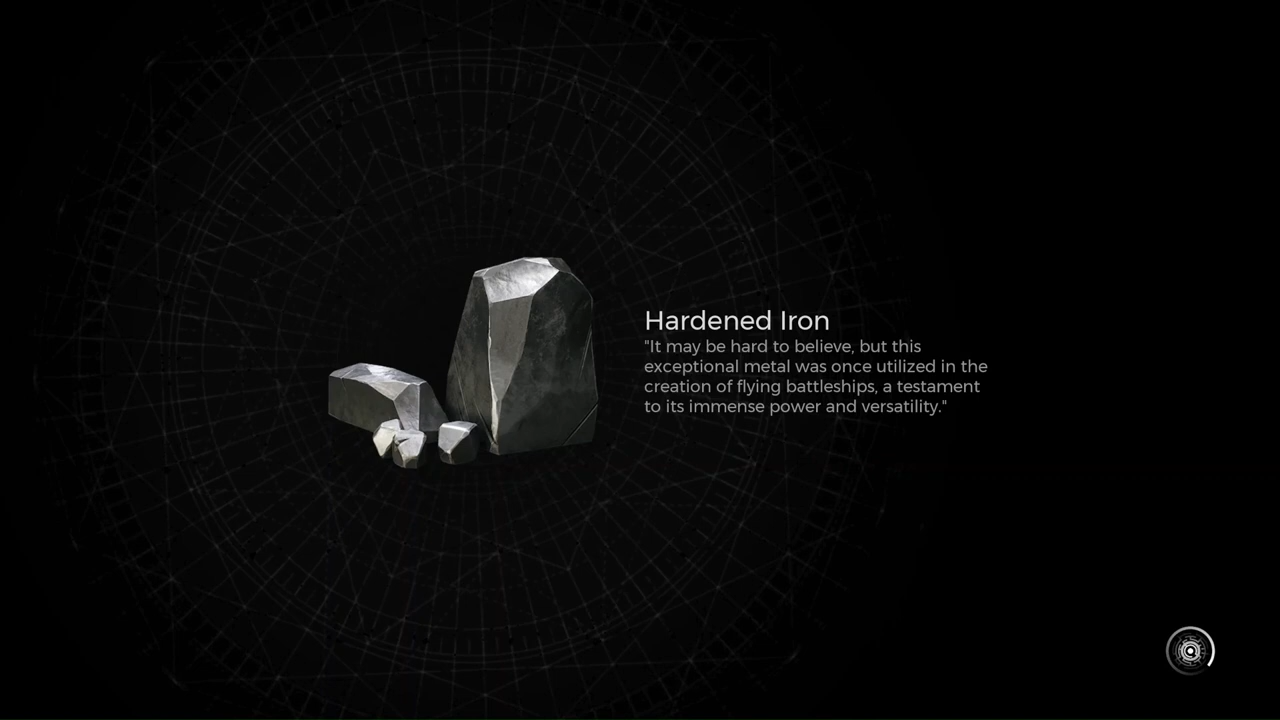 Hardened Iron
"It may be hard to believe, but this
exceptional metal was once utilized in the
creation of flying battleships, a testament
to its immense power and versatility."